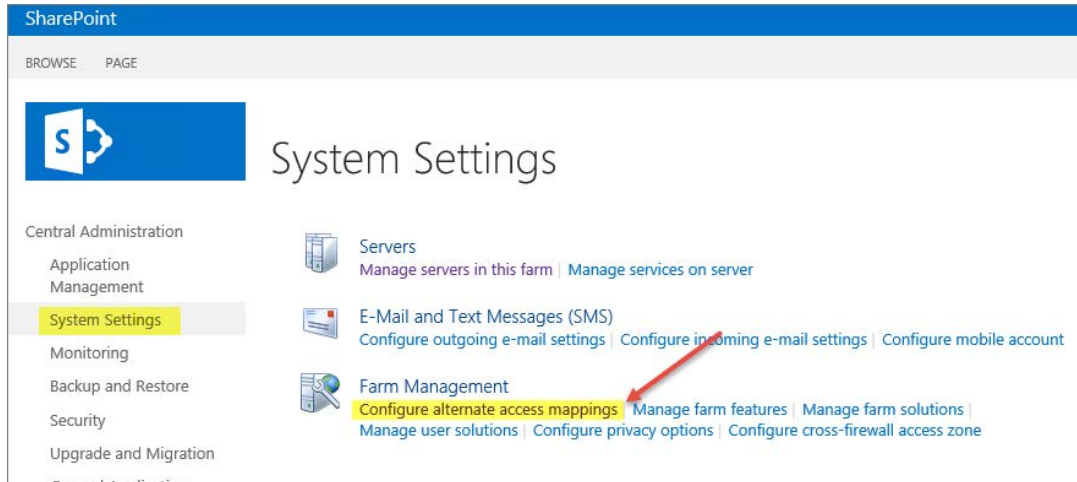 SharePoint
BROWSE PAGE
S
System Settings
Central Administration
Application
Management
System Settings
Monitoring
Backup and Restore
Security
Upgrade and Migration
Servers
Manage servers in this farm | Manage services on server
E-Mail and Text Messages (SMS)
Configure outgoing e-mail settings | Configure incoming e-mail settings | Configure mobile account
Farm Management
Configure alternate access mappings | Manage farm features | Manage farm solutions |
Manage user solutions | Configure privacy options | Configure cross-firewall access zone